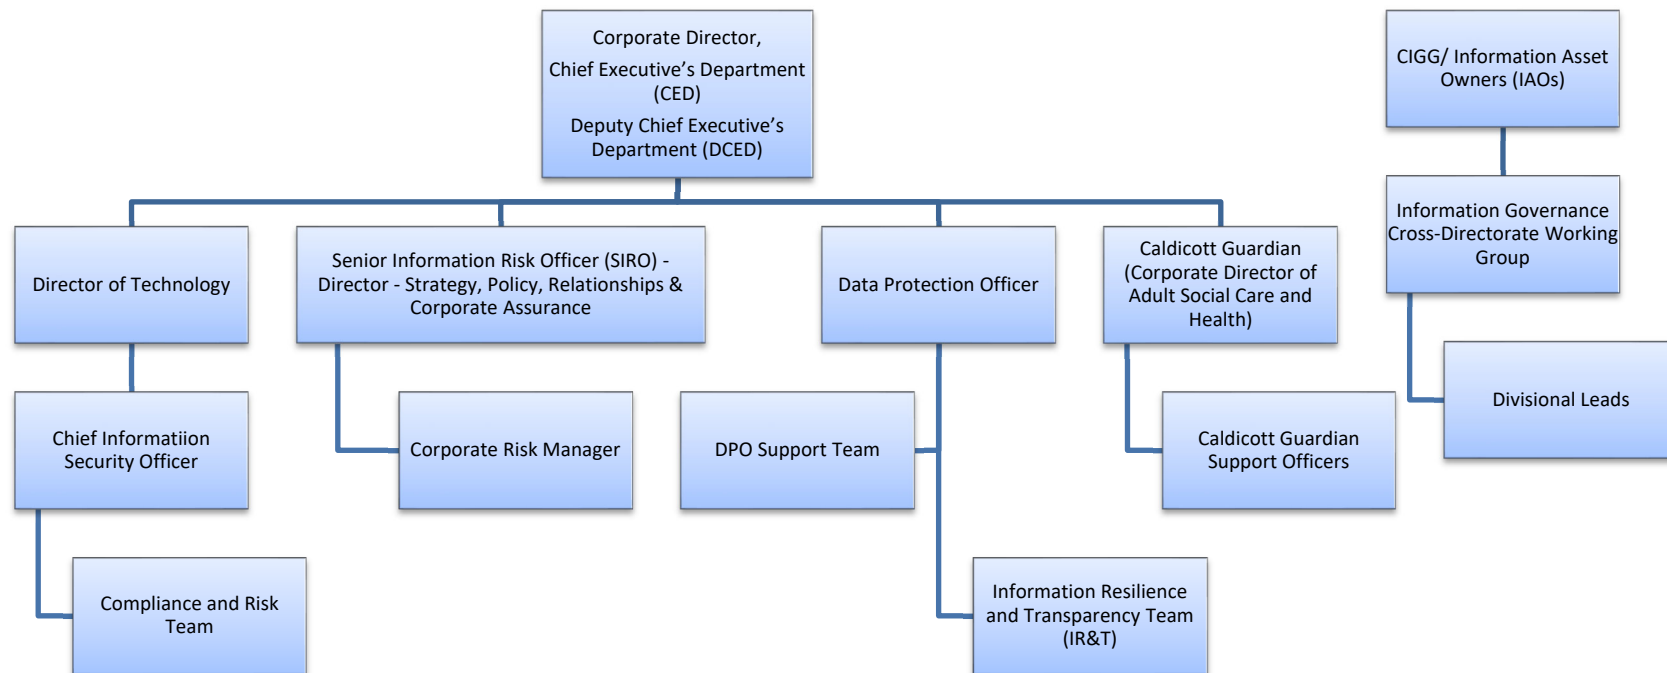 Corporate Director,
Chief Executive's Department
(CED)
Deputy Chief Executive's
Department (DCED)
CIGG/ Information Asset
Owners (IAOs)
Information Governance
Cross-Directorate Working
Group
Director of Technology
Senior Information Risk Officer (SIRO) -
Director - Strategy, Policy, Relationships &
Corporate Assurance
Data Protection Officer
Caldicott Guardian
(Corporate Director of
Adult Social Care and
Health)
Divisional Leads
Chief Informatiion
Security Officer
Corporate Risk Manager
DPO Support Team
Caldicott Guardian
Support Officers
Compliance and Risk
Team
Information Resilience
and Transparency Team
(IR&T)